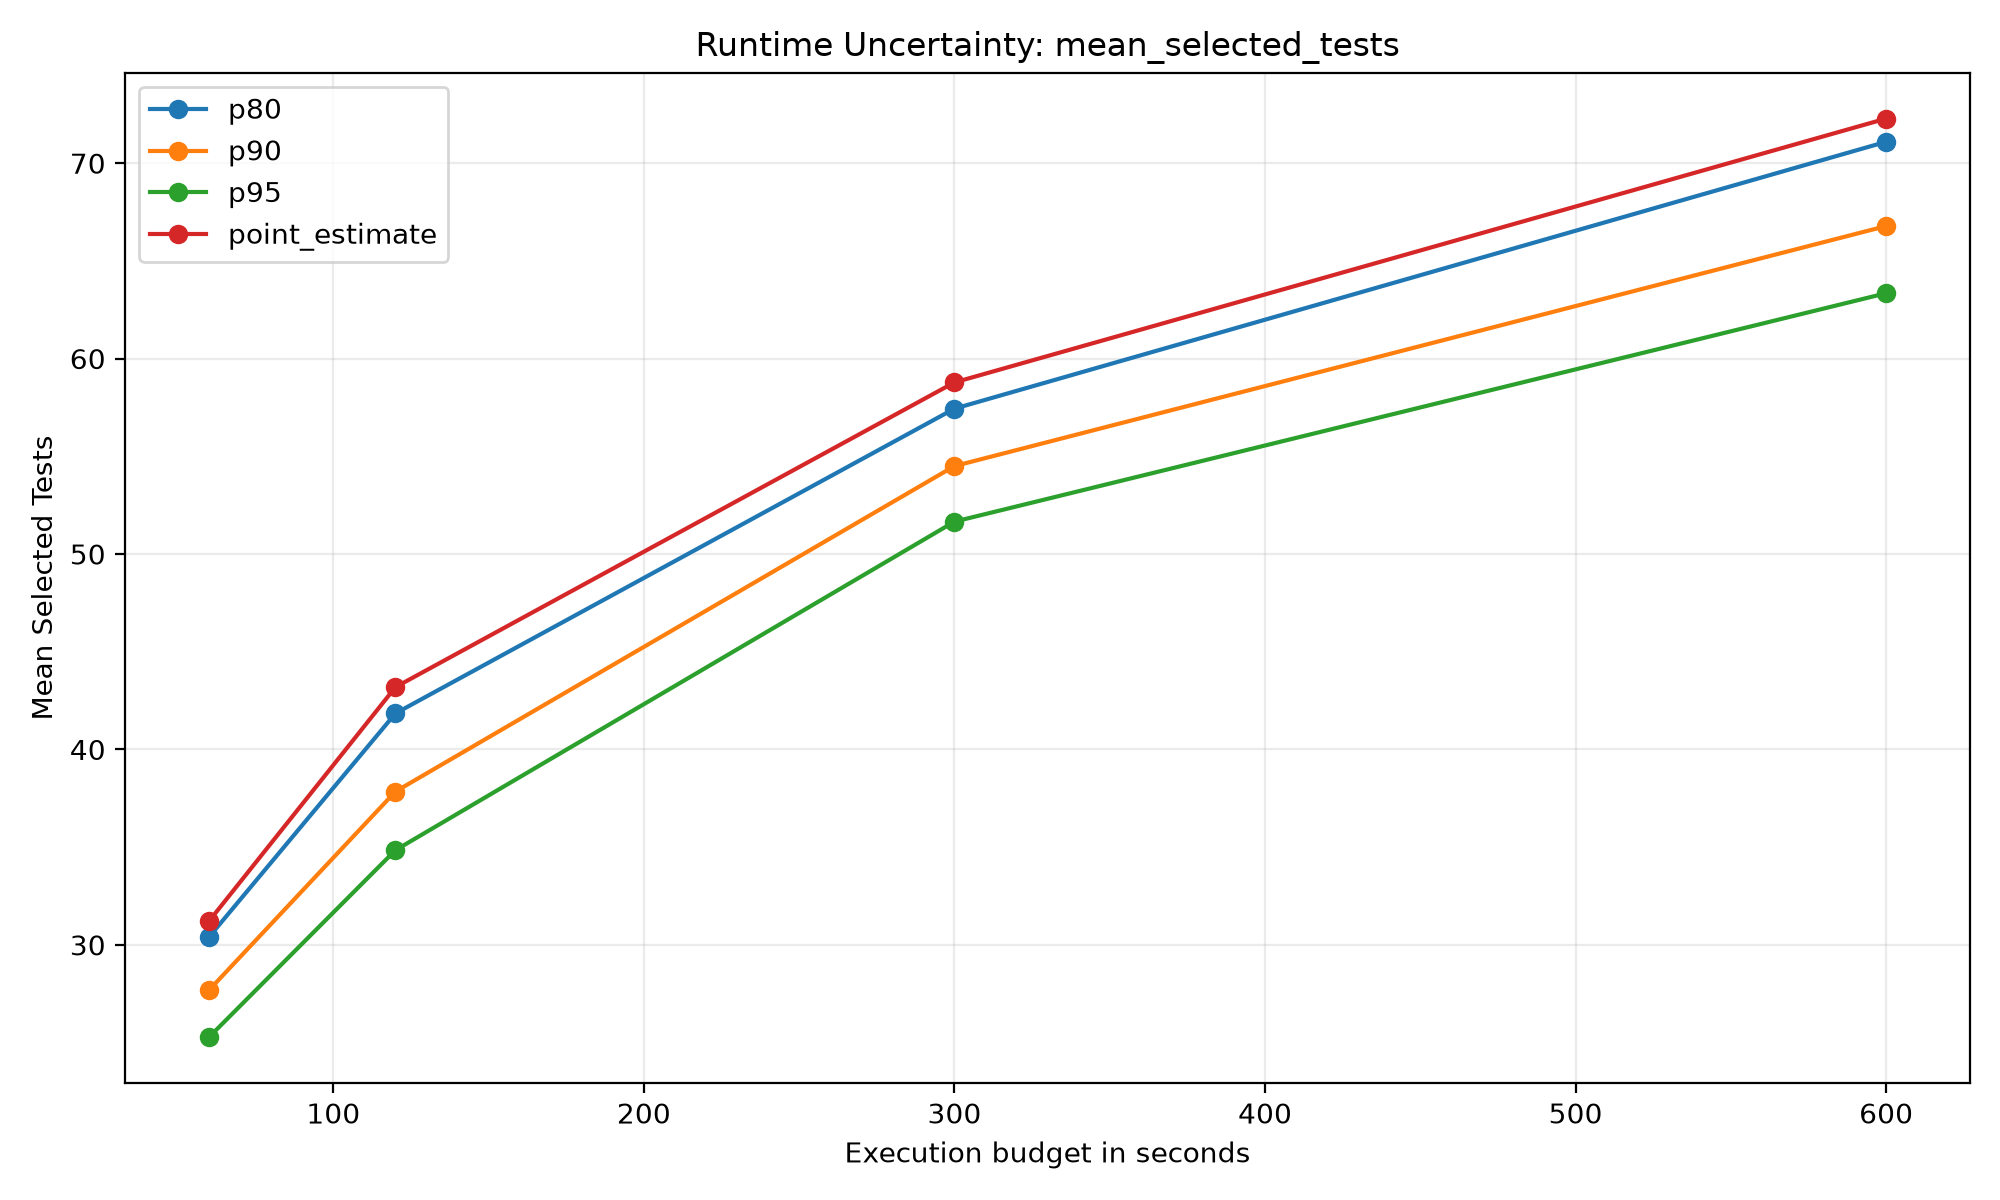 Runtime Uncertainty: mean_selected_tests
p80
p90
p95
point_estimate
Mean Selected Tests
70
60
50
40
30
100 200 300 400 500 600
Execution budget in seconds